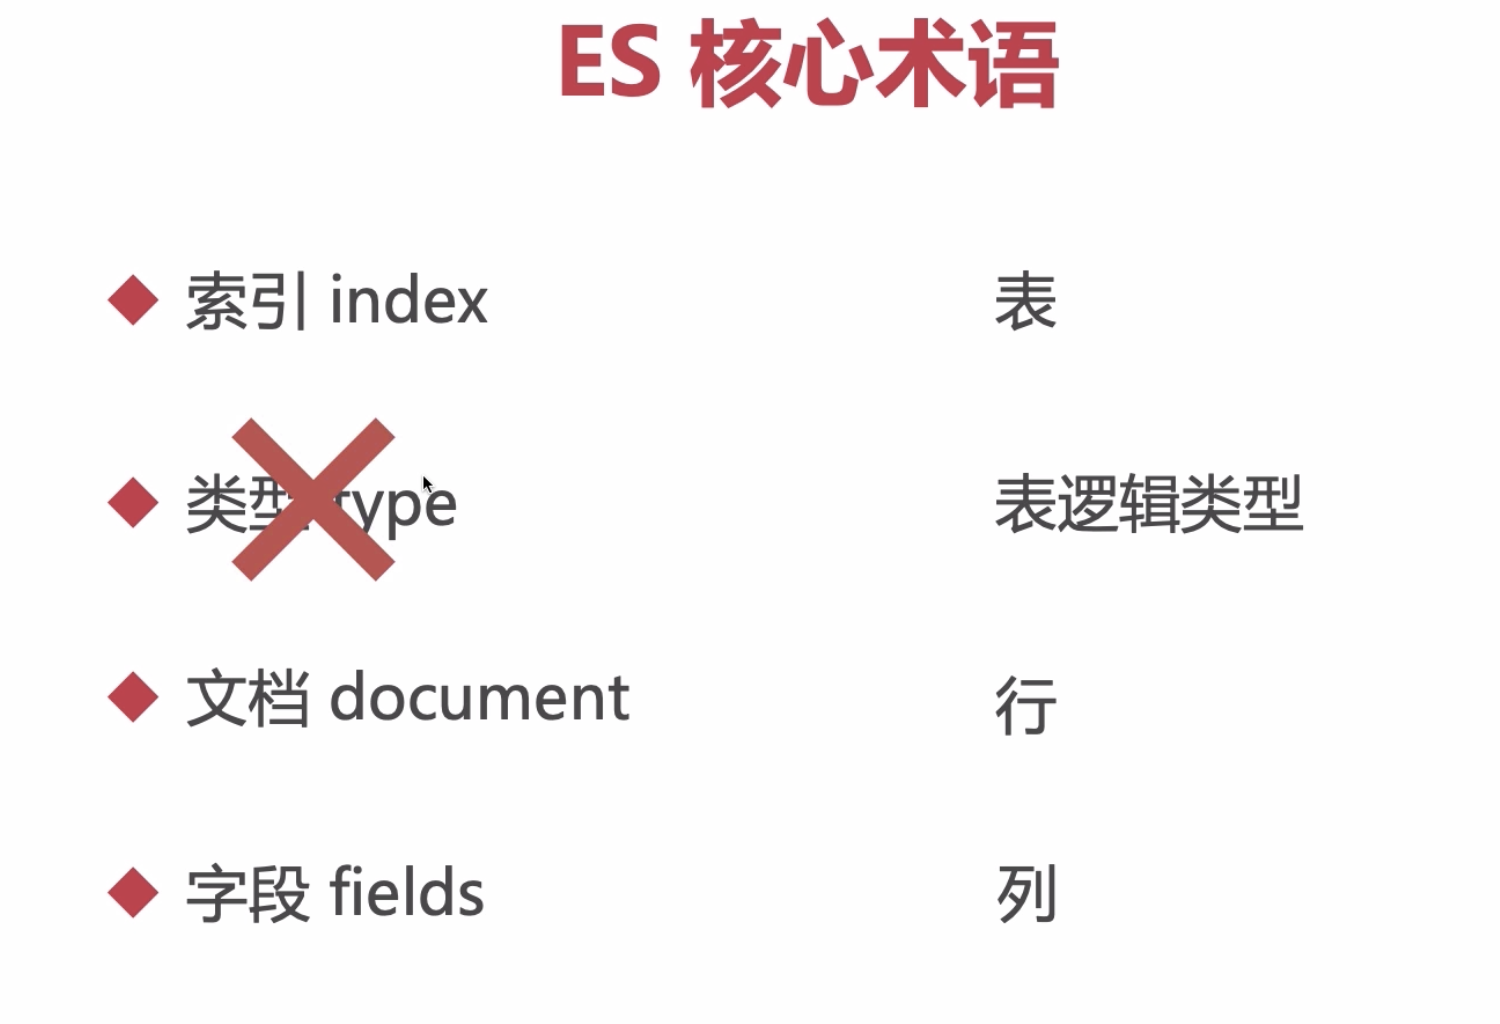 ES 核心术语
索引 index 表
类型 type 表逻辑类型
文档 document 行
字段 fields 列